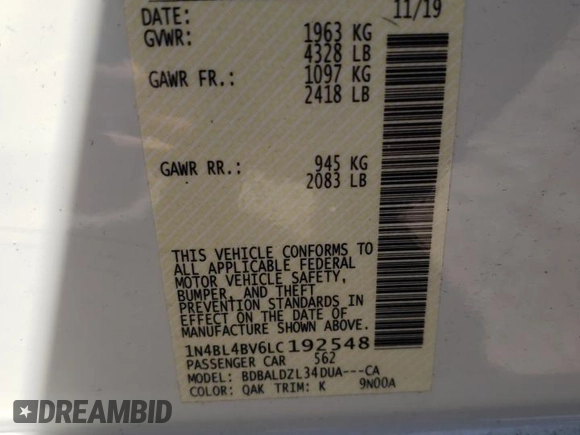 DATE: 11/19
GVWR: 1963 KG
4328 LB
GAWR FR.: 1097 KG
2418 LB
GAWR RR.: 945 KG
2083 LB
THIS VEHICLE CONFORMS TO
ALL APPLICABLE FEDERAL
MOTOR VEHICLE SAFETY,
BUMPER, AND THEFT
PREVENTION STANDARDS IN
EFFECT ON THE DATE OF
MANUFACTURE SHOWN ABOVE.
1N4BL4BV6LC192548
PASSENGER CAR 562
MODEL: BDBALDZL34DUA---CA
COLOR: QAK TRIM: K 9N00A
DREAMBID